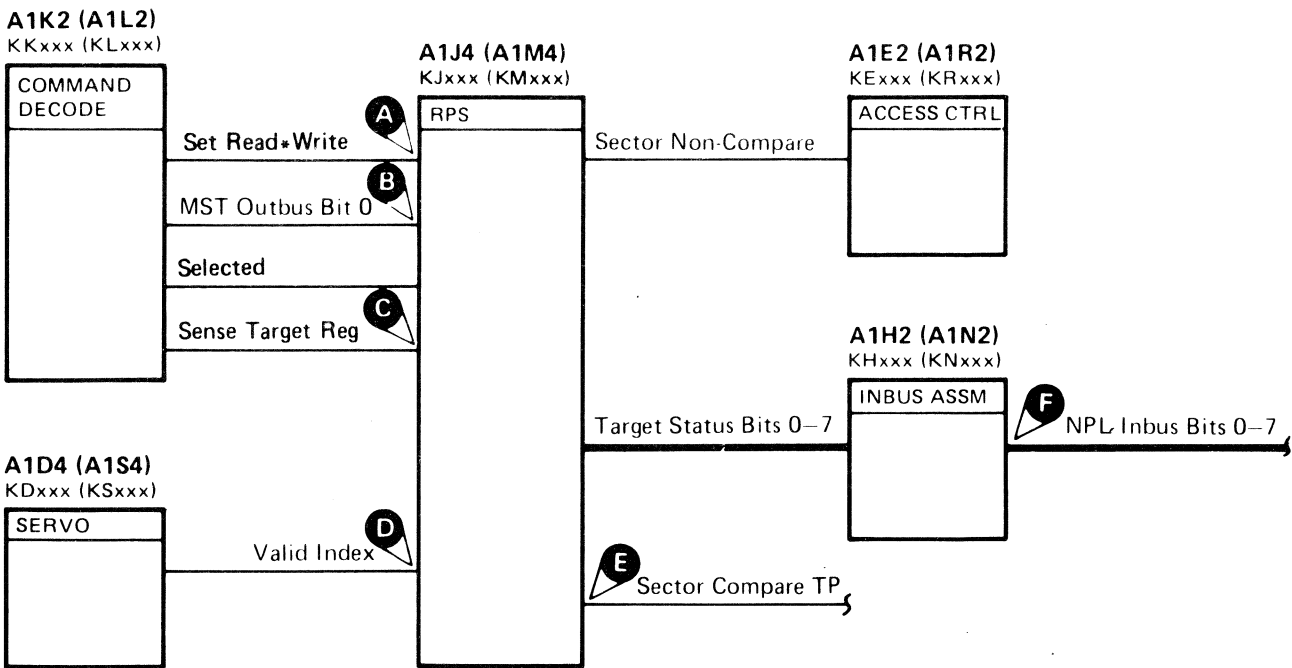 A1K2 (A1L2)
KKxxx (KLxxx)
COMMAND
DECODE
Set Read*Write
A
MST Outbus Bit 0
B
Selected
Sense Target Reg
C
A1D4 (A1S4)
KDxxx (KSxxx)
SERVO
Valid Index
D
A1J4 (A1M4)
KJxxx (KMxxx)
RPS
Sector Non-Compare
Target Status Bits 0–7
E
Sector Compare TP
A1E2 (A1R2)
KExxx (KRxxx)
ACCESS CTRL
A1H2 (A1N2)
KHxxx (KNxxx)
INBUS ASSM
F
NPL Inbus Bits 0–7